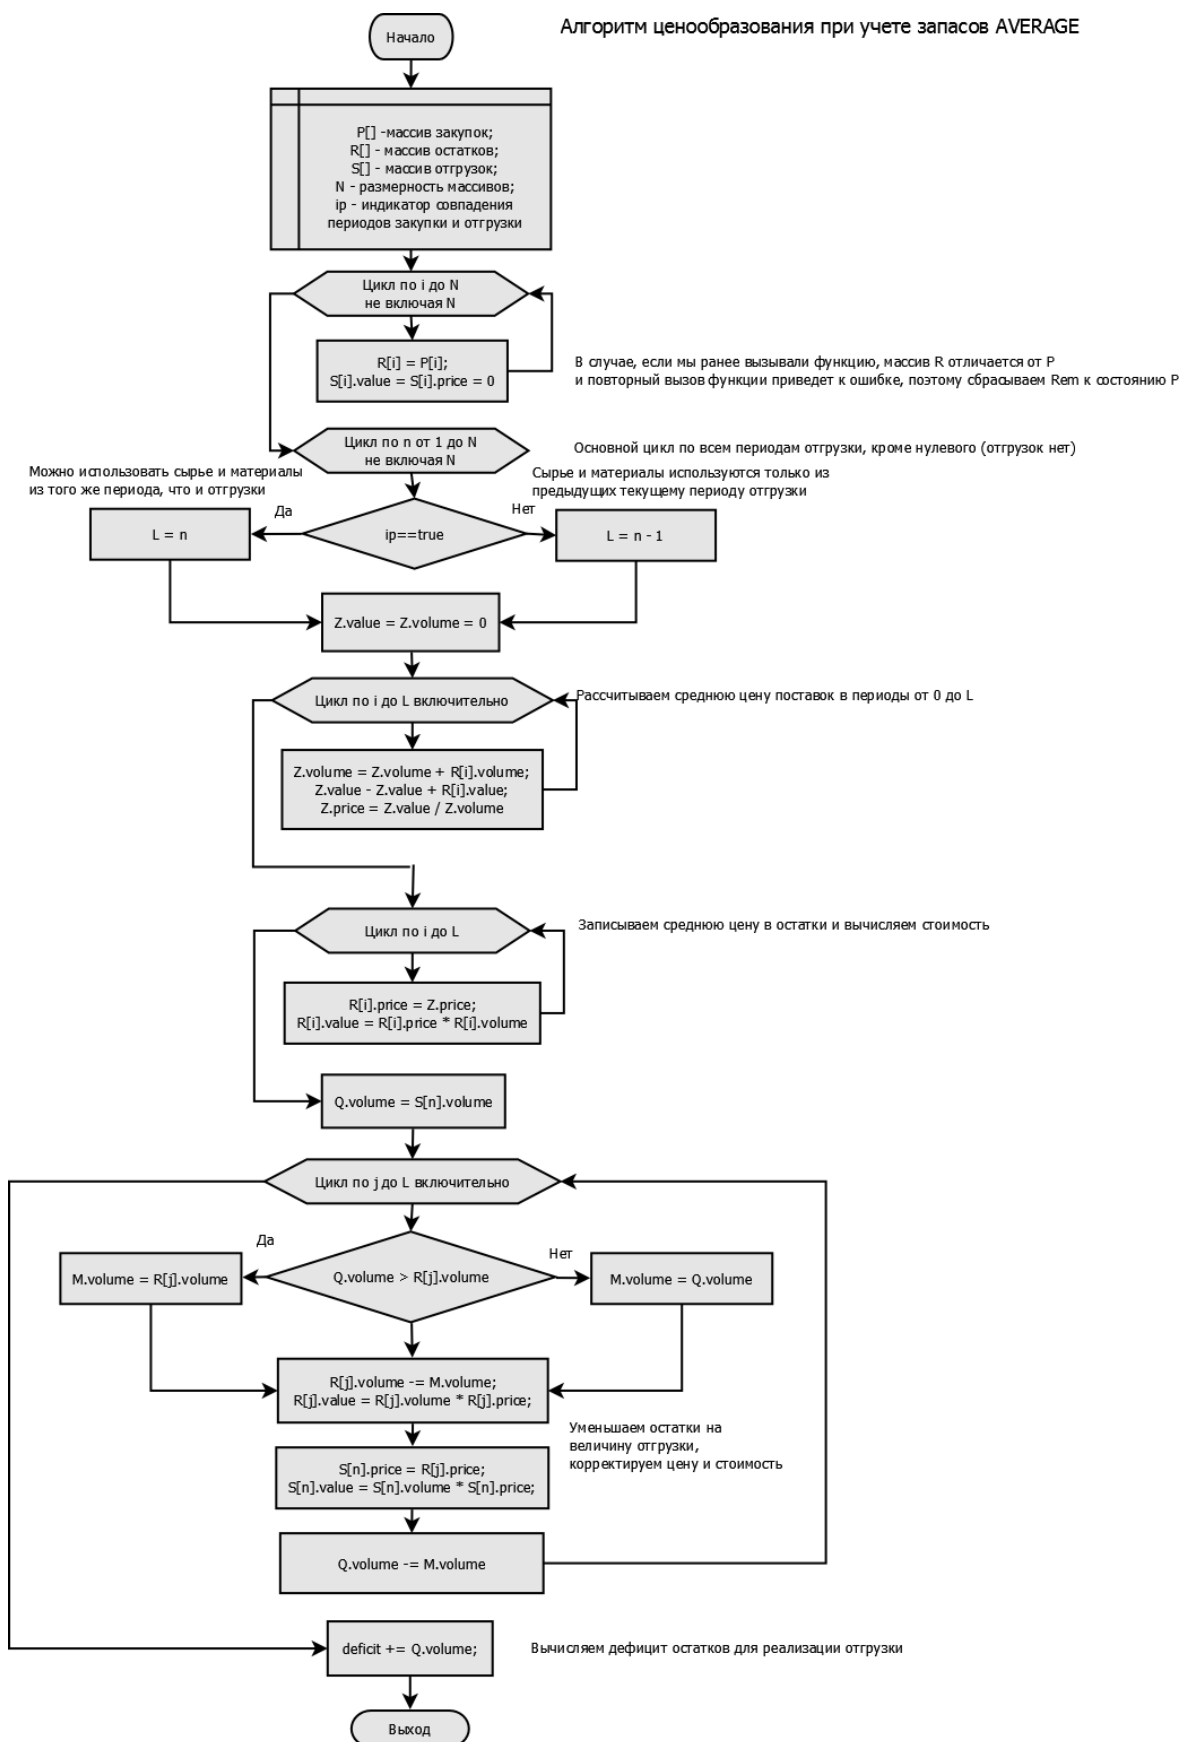 Алгоритм ценообразования при учете запасов AVERAGE
Начало
P[] -массив закупок;
R[] - массив остатков;
S[] - массив отгрузок;
N - размерность массивов;
ip - индикатор совпадения
периодов закупки и отгрузки
Цикл по i до N
не включая N
R[i] = P[i];
S[i].value = S[i].price = 0
В случае, если мы ранее вызывали функцию, массив R отличается от P
и повторный вызов функции приведет к ошибке, поэтому сбрасываем Rem к состоянию P
Цикл по n от 1 до N
не включая N
Основной цикл по всем периодам отгрузки, кроме нулевого (отгрузок нет)
Можно использовать сырье и материалы
из того же периода, что и отгрузки
Сырье и материалы используются только из
предыдущих текущему периоду отгрузки
Да
Нет
L = n
ip==true
L = n - 1
Z.value = Z.volume = 0
Цикл по i до L включительно
Рассчитываем среднюю цену поставок в периоды от 0 до L
Z.volume = Z.volume + R[i].volume;
Z.value - Z.value + R[i].value;
Z.price = Z.value / Z.volume
Цикл по i до L
Записываем среднюю цену в остатки и вычисляем стоимость
R[i].price = Z.price;
R[i].value = R[i].price * R[i].volume
Q.volume = S[n].volume
Цикл по j до L включительно
Да
Нет
M.volume = R[j].volume
Q.volume > R[j].volume
M.volume = Q.volume
R[j].volume -= M.volume;
R[j].value = R[j].volume * R[j].price;
Уменьшаем остатки на
величину отгрузки,
корректируем цену и стоимость
S[n].price = R[j].price;
S[n].value = S[n].volume * S[n].price;
Q.volume -= M.volume
deficit += Q.volume;
Вычисляем дефицит остатков для реализации отгрузки
Выход